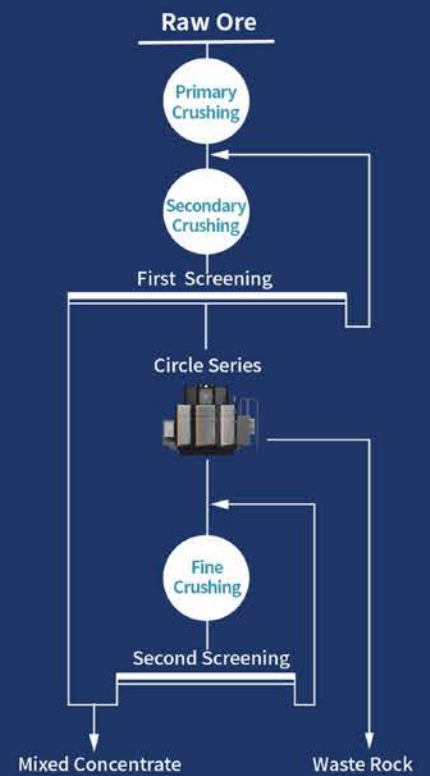 Raw Ore
Primary
Crushing
Secondary
Crushing
First Screening
Circle Series
Fine
Crushing
Second Screening
Mixed Concentrate
Waste Rock